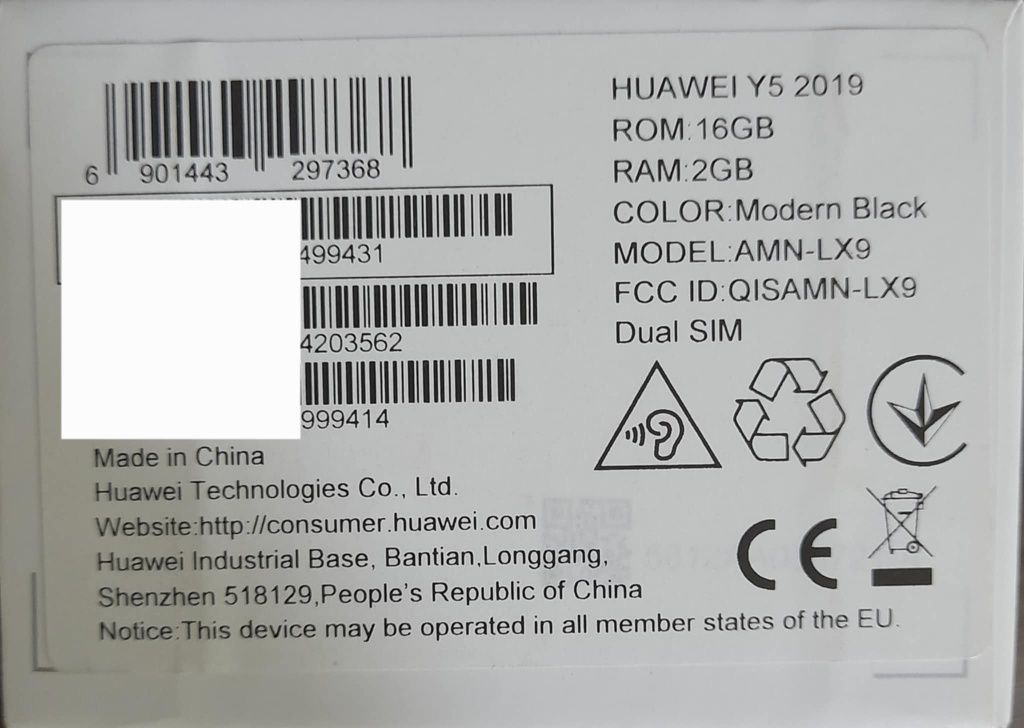 6 901443 297368
499431
4203562
999414
Made in China
Huawei Technologies Co., Ltd.
Website:http://consumer.huawei.com
Huawei Industrial Base, Bantian,Longgang,
Shenzhen 518129,People's Republic of China
Notice:This device may be operated in all member states of the EU.
HUAWEI Y5 2019
ROM:16GB
RAM:2GB
COLOR:Modern Black
MODEL:AMN-LX9
FCC ID:QISAMN-LX9
Dual SIM
CE